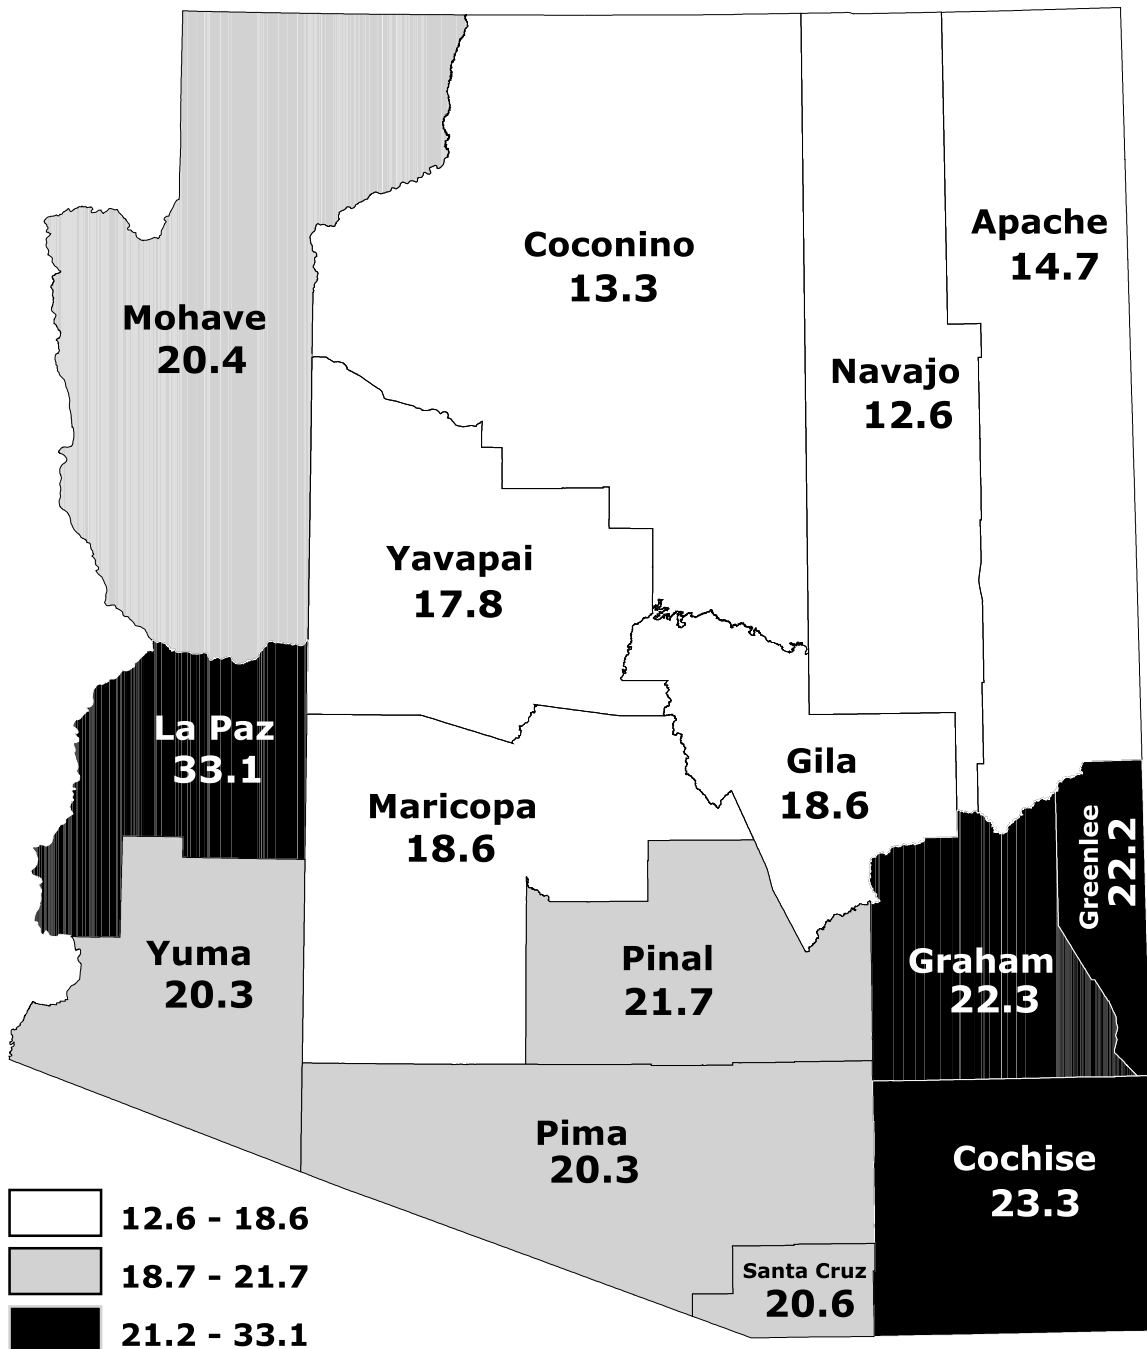 Apache
14.7
Coconino
13.3
Mohave
20.4
Navajo
12.6
Yavapai
17.8
La Paz
33.1
Gila
18.6
Maricopa
18.6
Greenlee
22.2
Yuma
20.3
Pinal
21.7
Graham
22.3
Pima
20.3
Cochise
23.3
Santa Cruz
20.6
12.6 - 18.6
18.7 - 21.7
21.2 - 33.1